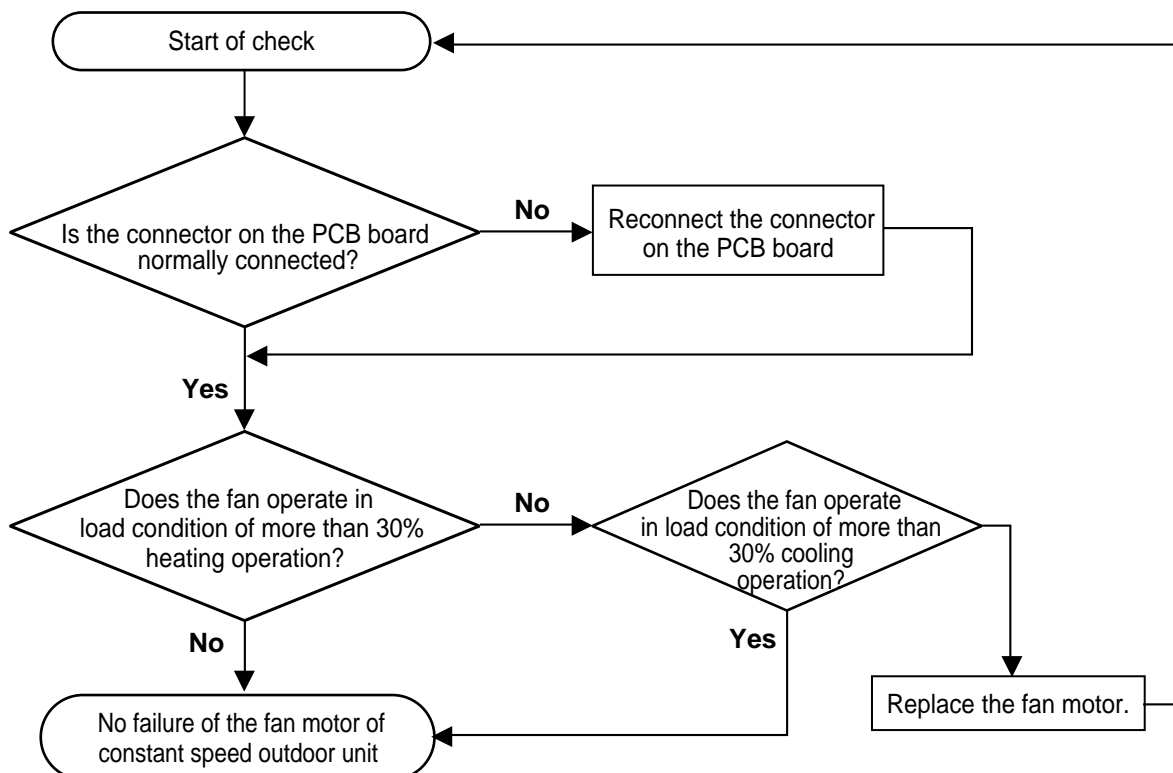 Start of check
Is the connector on the PCB board
normally connected?
No
Reconnect the connector
on the PCB board
Yes
Does the fan operate in
load condition of more than 30%
heating operation?
No
Does the fan operate
in load condition of more than
30% cooling
operation?
No
Yes
No failure of the fan motor of
constant speed outdoor unit
Replace the fan motor.